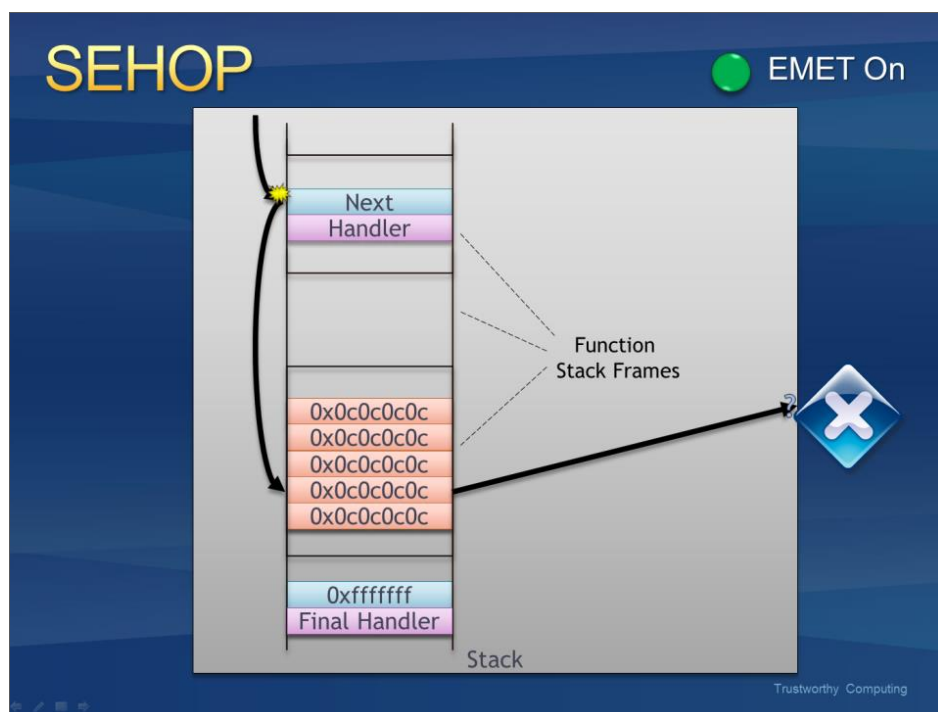 SEHOP
EMET On
Next
Handler
Function
Stack Frames
0x0c0c0c0c
0x0c0c0c0c
0x0c0c0c0c
0x0c0c0c0c
0x0c0c0c0c
0xfffffff
Final Handler
Stack
Trustworthy Computing